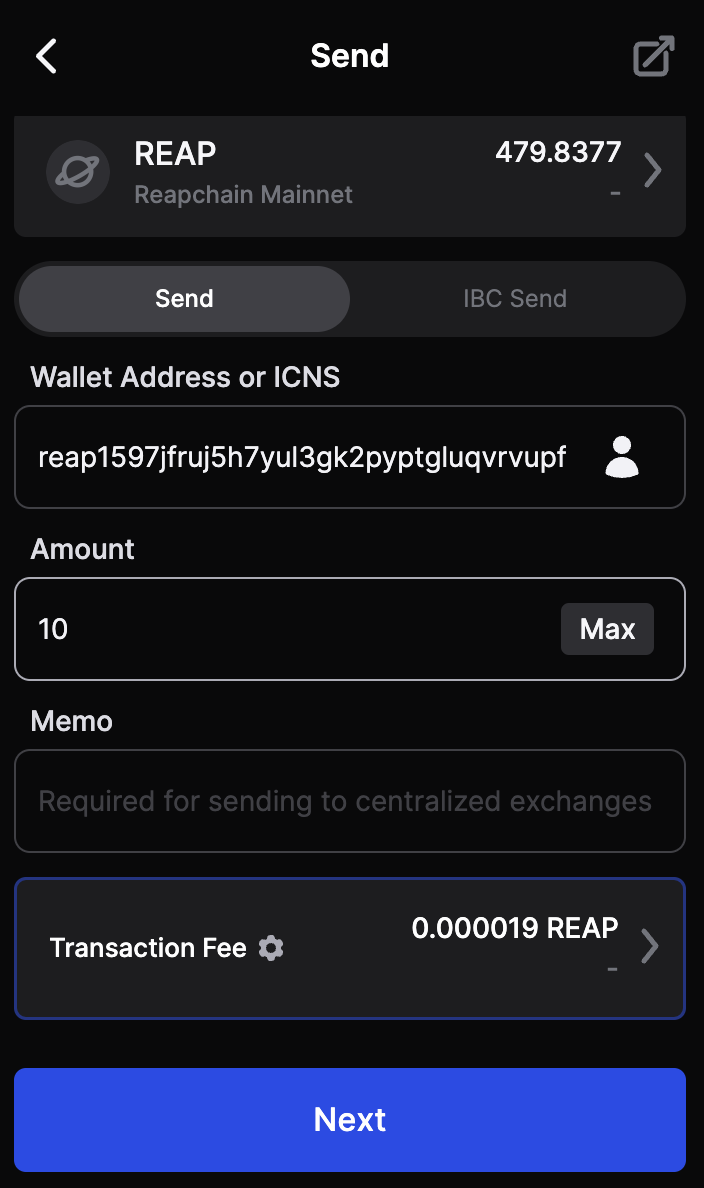 Send
REAP
479.8377
Reapchain Mainnet
-
Send
IBC Send
Wallet Address or ICNS
reap1597jfruj5h7yul3gk2pyptgluqvrvupf
Amount
10
Max
Memo
Required for sending to centralized exchanges
Transaction Fee
0.000019 REAP
-
Next